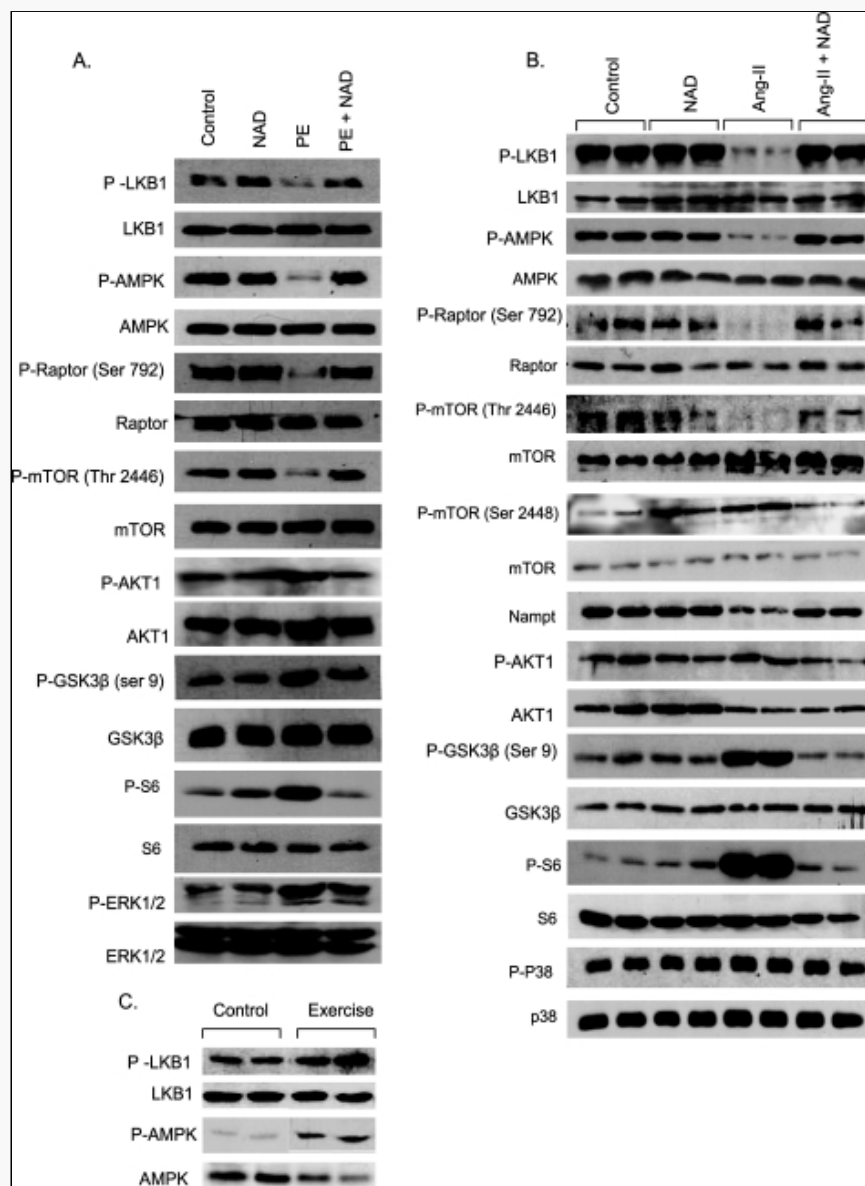 A.
Control
NAD
PE
PE + NAD
P -LKB1
LKB1
P-AMPK
AMPK
P-Raptor (Ser 792)
Raptor
P-mTOR (Thr 2446)
mTOR
P-AKT1
AKT1
P-GSK3β (ser 9)
GSK3β
P-S6
S6
P-ERK1/2
ERK1/2
B.
Control
NAD
Ang-II
Ang-II + NAD
P-LKB1
LKB1
P-AMPK
AMPK
P-Raptor (Ser 792)
Raptor
P-mTOR (Thr 2446)
mTOR
P-mTOR (Ser 2448)
mTOR
Nampt
P-AKT1
AKT1
P-GSK3β (Ser 9)
GSK3β
P-S6
S6
P-P38
p38
C.
Control Exercise
P -LKB1
LKB1
P-AMPK
AMPK